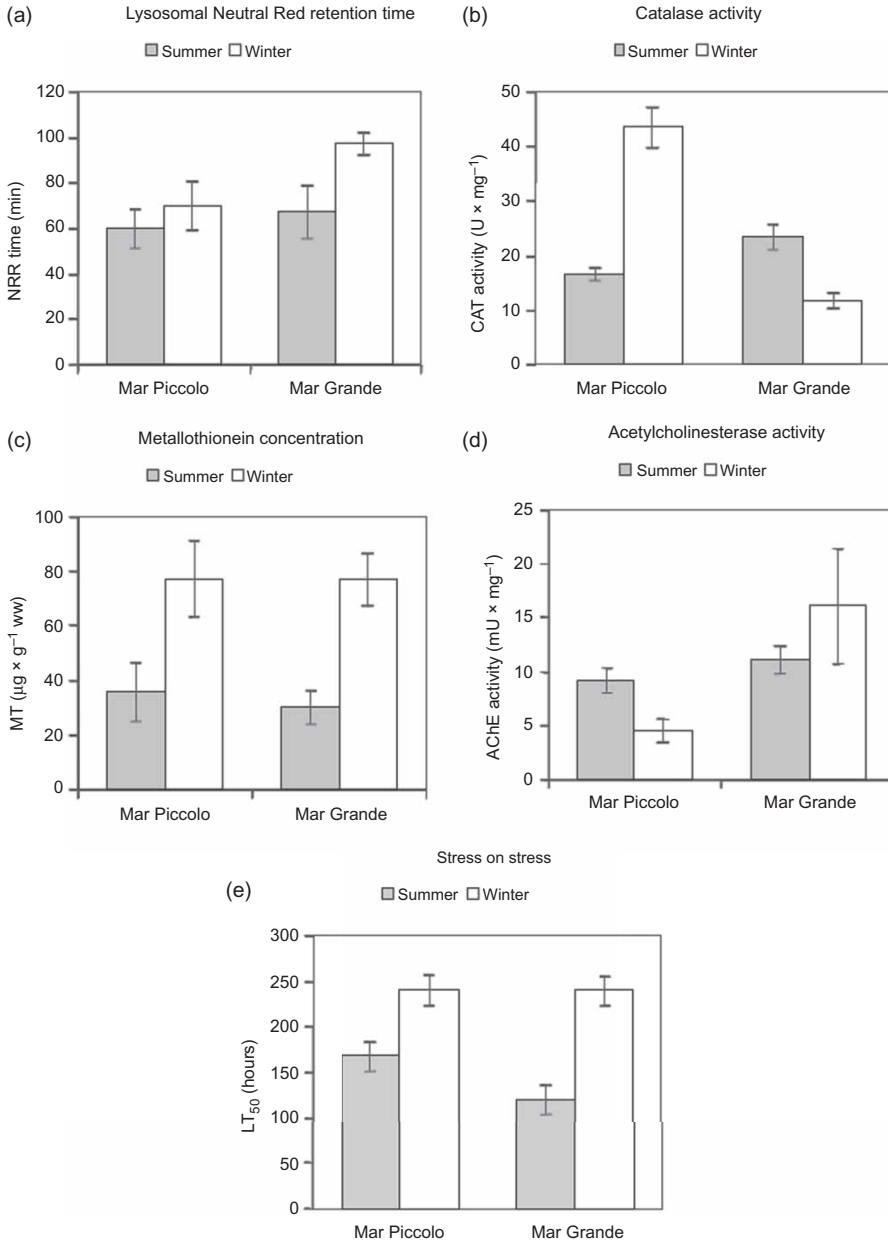 (a) Lysosomal Neutral Red retention time
Summer Winter
NRR time (min)
120
100
80
60
40
20
0
Mar Piccolo Mar Grande
(b) Catalase activity
Summer Winter
CAT activity (U × mg⁻¹)
50
40
30
20
10
0
Mar Piccolo Mar Grande
(c) Metallothionein concentration
Summer Winter
MT (µg × g⁻¹ ww)
100
80
60
40
20
0
Mar Piccolo Mar Grande
(d) Acetylcholinesterase activity
Summer Winter
AChE activity (mU × mg⁻¹)
25
20
15
10
5
0
Mar Piccolo Mar Grande
(e) Stress on stress
Summer Winter
LT₅₀ (hours)
300
250
200
150
100
50
0
Mar Piccolo Mar Grande